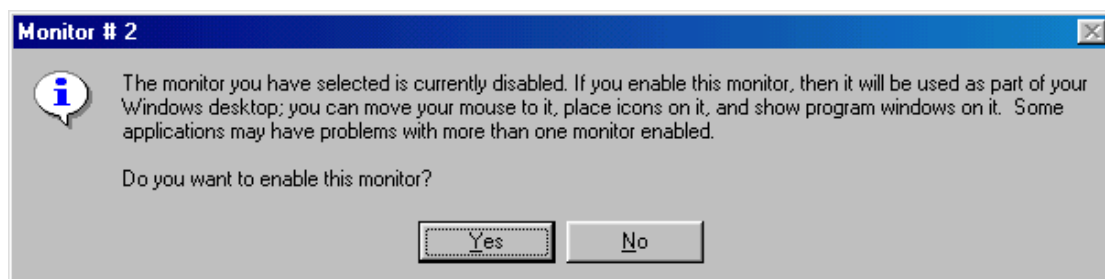 Monitor # 2
The monitor you have selected is currently disabled. If you enable this monitor, then it will be used as part of your
Windows desktop; you can move your mouse to it, place icons on it, and show program windows on it.  Some
applications may have problems with more than one monitor enabled.
Do you want to enable this monitor?
Yes
No